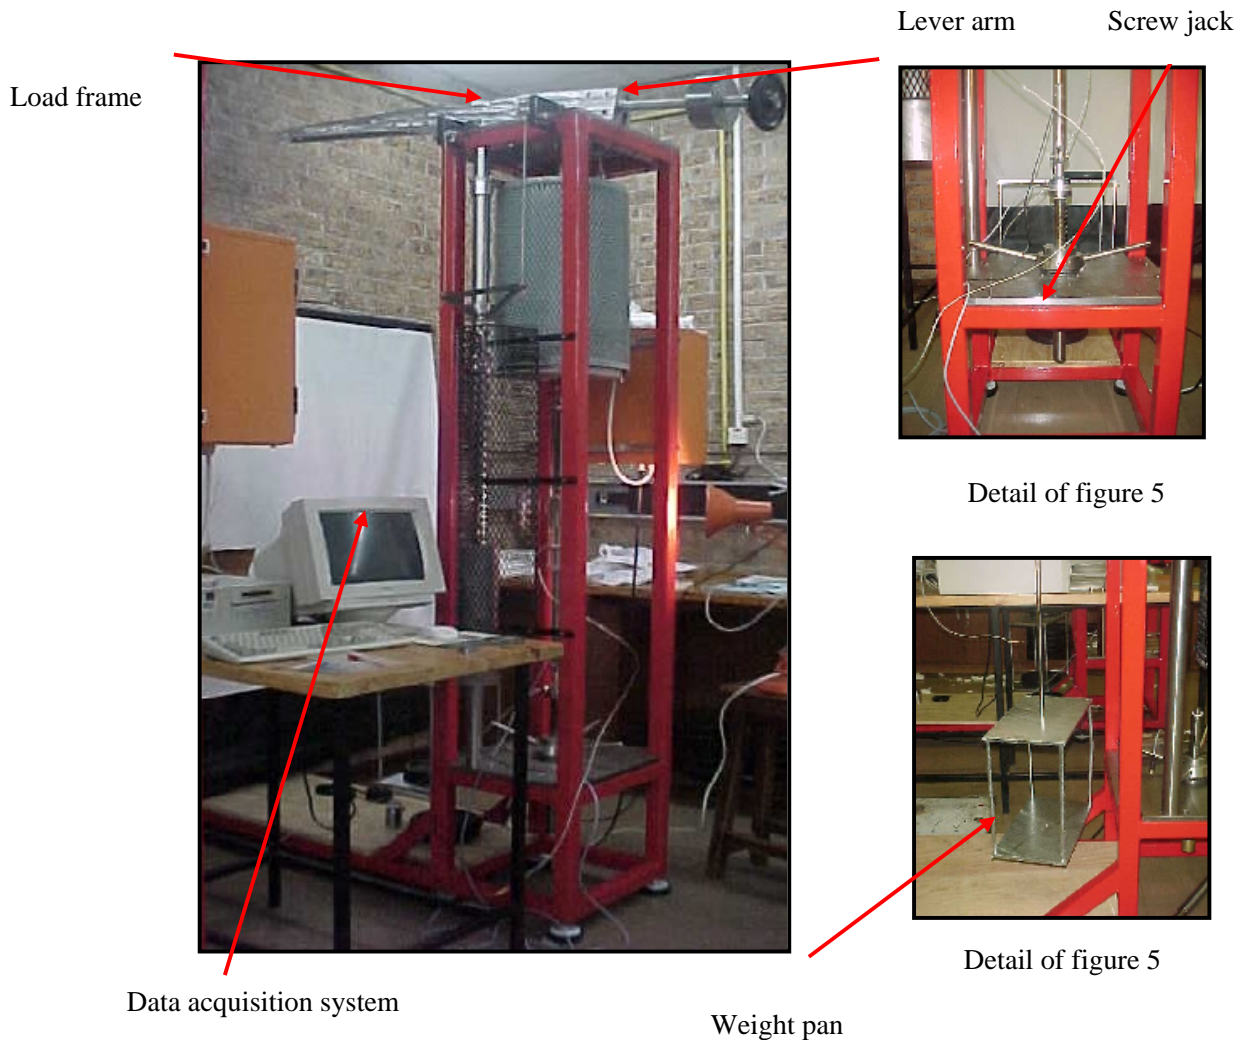 Lever arm
Screw jack
Load frame
Detail of figure 5
Detail of figure 5
Data acquisition system
Weight pan